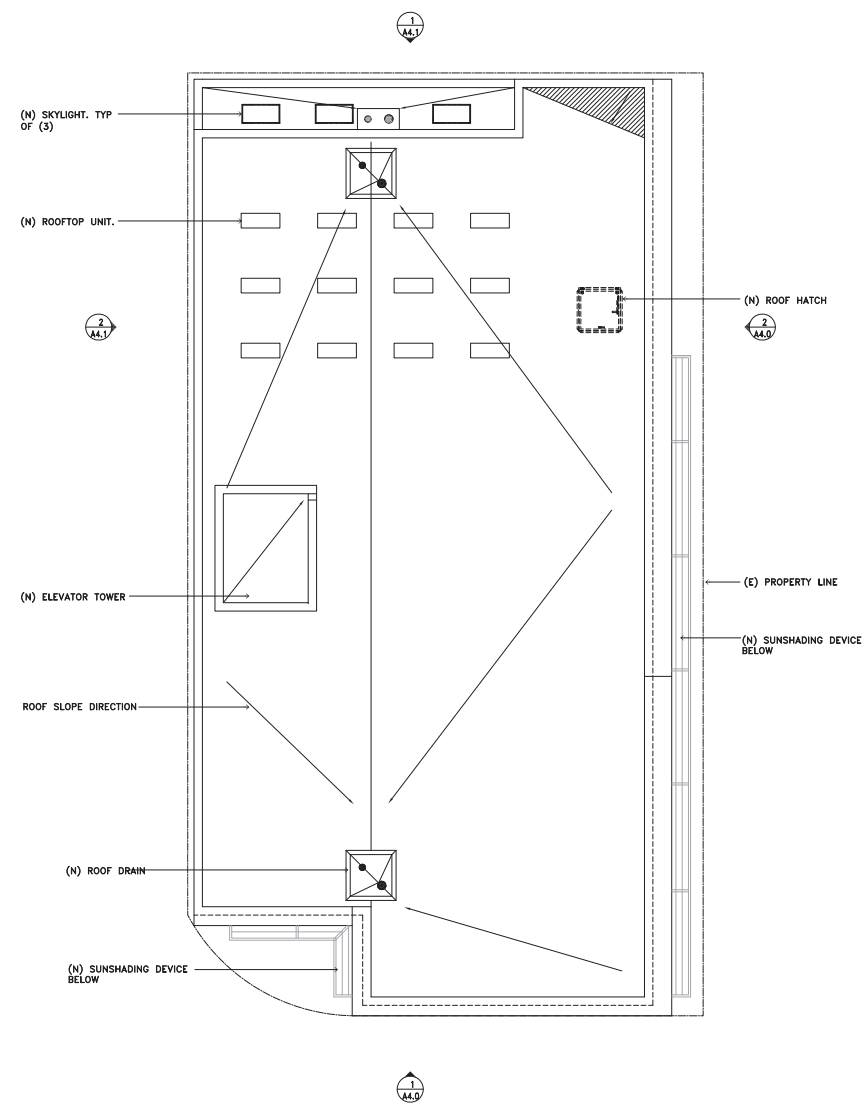 1
A4.1
(N) SKYLIGHT. TYP
OF (3)
(N) ROOFTOP UNIT.
(N) ROOF HATCH
2
A4.1
2
A4.0
(E) PROPERTY LINE
(N) ELEVATOR TOWER
(N) SUNSHADING DEVICE
BELOW
ROOF SLOPE DIRECTION
(N) ROOF DRAIN
(N) SUNSHADING DEVICE
BELOW
1
A4.0